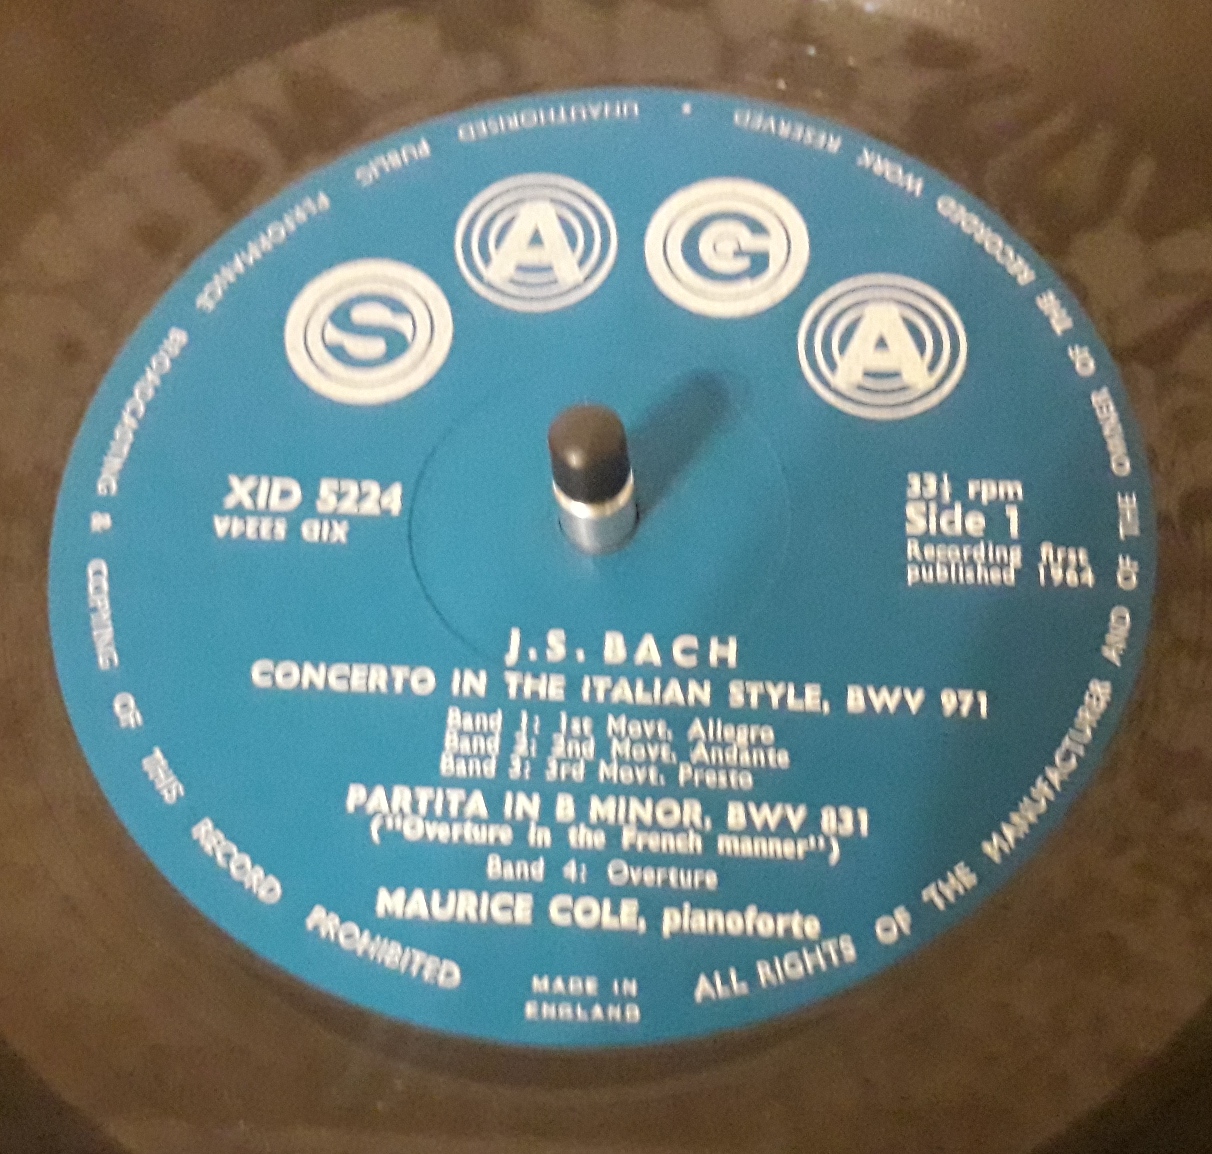 SAGA
XID 5224
XID 5224A
33⅓ rpm
Side 1
Recording first
published 1964
J.S. BACH
CONCERTO IN THE ITALIAN STYLE, BWV 971
Band 1: 1st Movt. Allegro
Band 2: 2nd Movt. Andante
Band 3: 3rd Movt. Presto
PARTITA IN B MINOR, BWV 831
("Overture in the French manner")
Band 4: Overture
MAURICE COLE, pianoforte
MADE IN
ENGLAND
ALL RIGHTS OF THE MANUFACTURER AND OF THE OWNER OF THE RECORDED WORK RESERVED • UNAUTHORISED PUBLIC PERFORMANCE BROADCASTING & COPYING OF THIS RECORD PROHIBITED